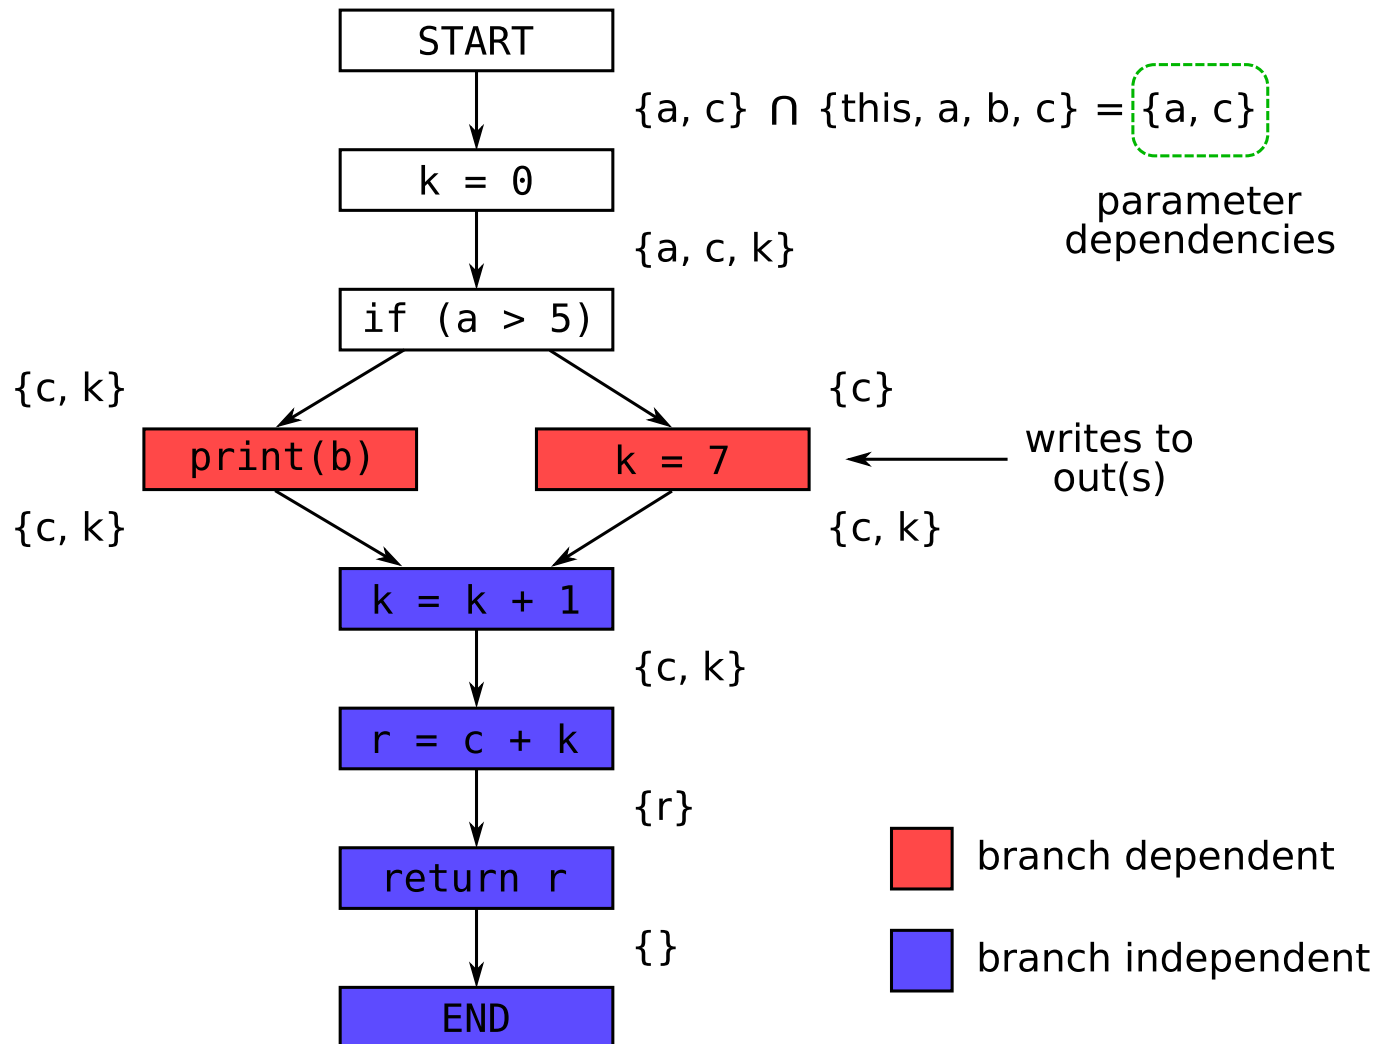 START
{a, c} ∩ {this, a, b, c} = {a, c}
parameter
dependencies
k = 0
{a, c, k}
if (a > 5)
{c, k}
{c}
print(b)
k = 7
writes to
out(s)
{c, k}
{c, k}
k = k + 1
{c, k}
r = c + k
{r}
return r
branch dependent
{}
branch independent
END